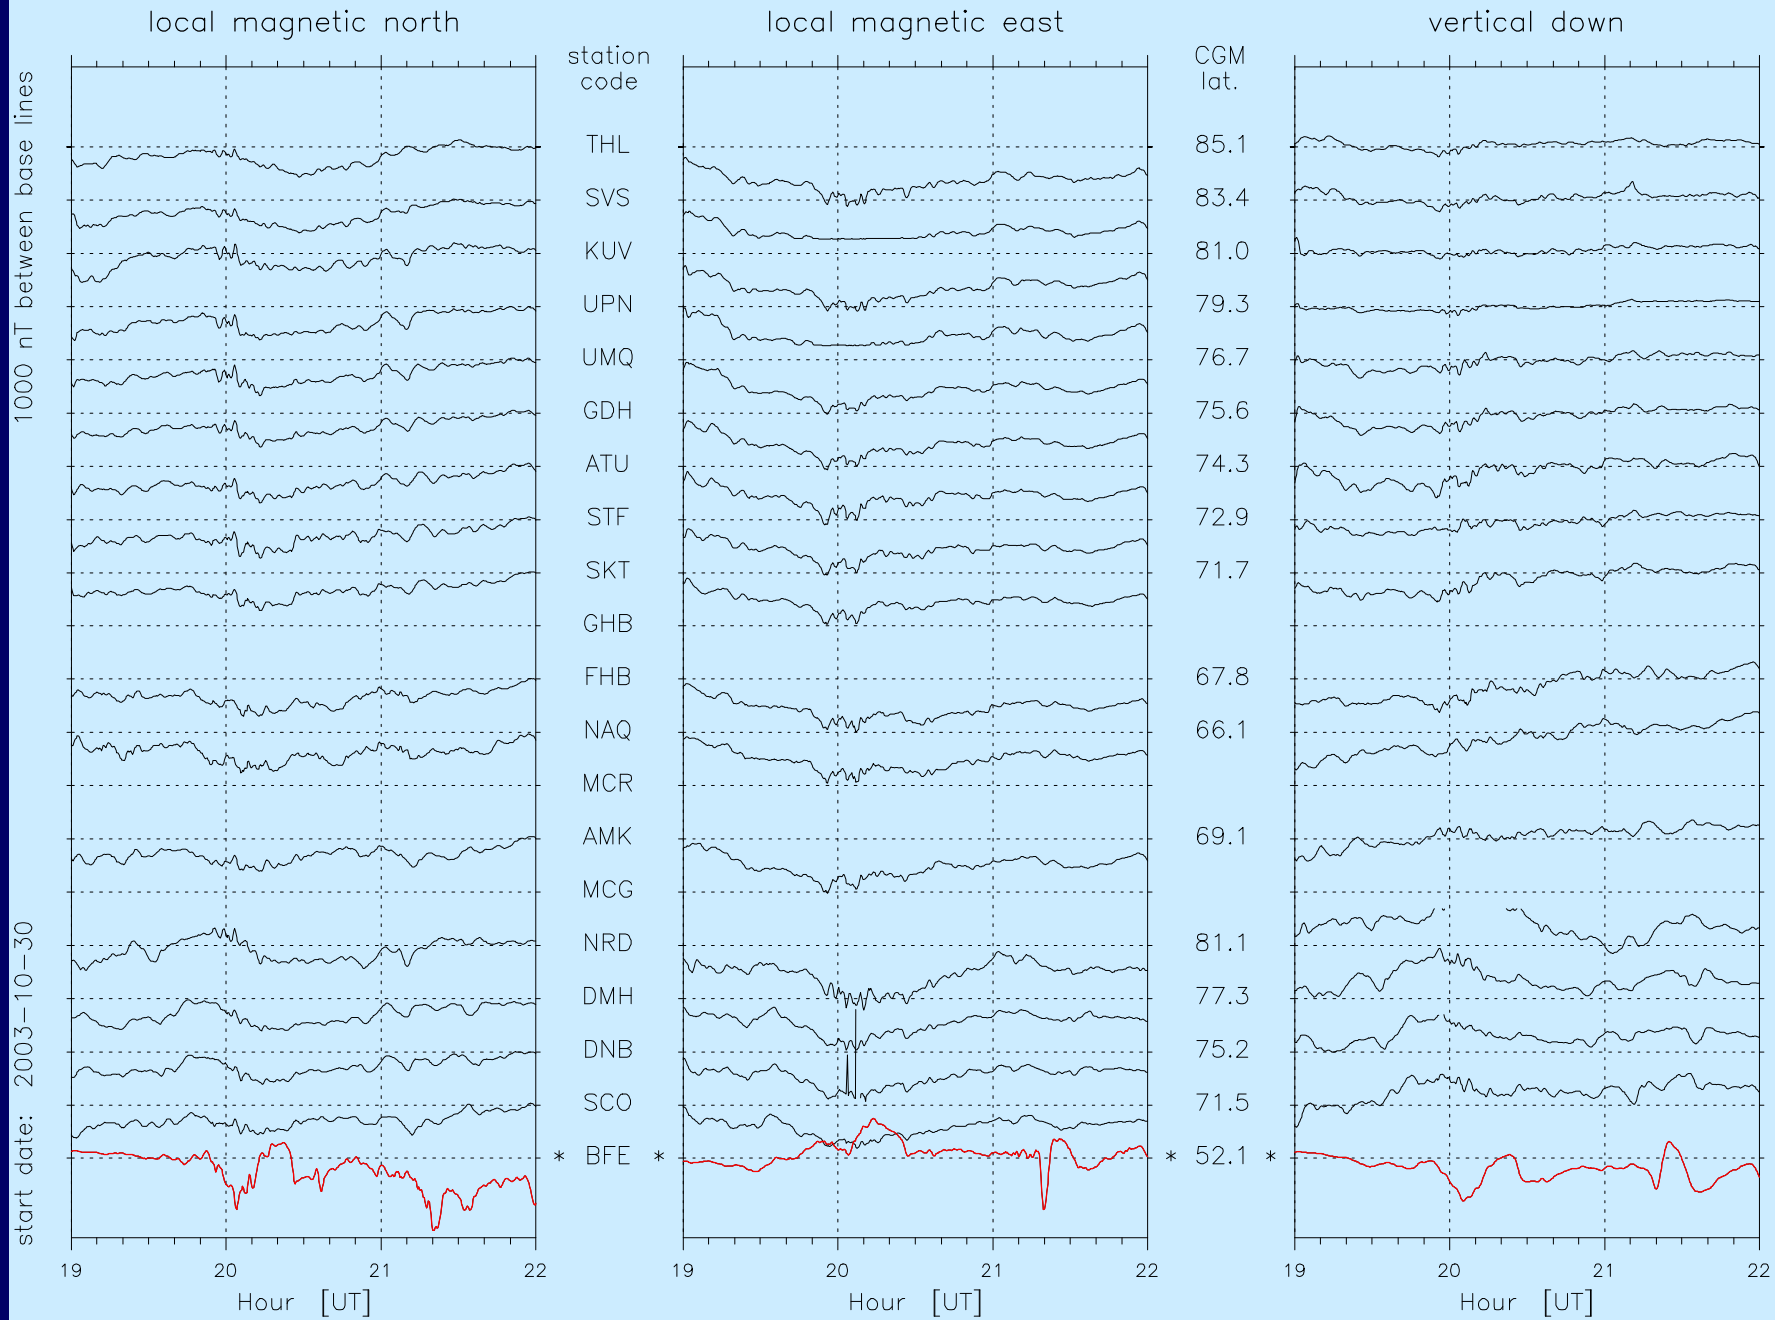 local magnetic north local magnetic east vertical down
station code CGM lat.
1000 nT between base lines
start date: 2003-10-30
THL 85.1
SVS 83.4
KUV 81.0
UPN 79.3
UMQ 76.7
GDH 75.6
ATU 74.3
STF 72.9
SKT 71.7
GHB
FHB 67.8
NAQ 66.1
MCR
AMK 69.1
MCG
NRD 81.1
DMH 77.3
DNB 75.2
SCO 71.5
* BFE * * 52.1 *
19 20 21 22 19 20 21 22 19 20 21 22
Hour [UT] Hour [UT] Hour [UT]